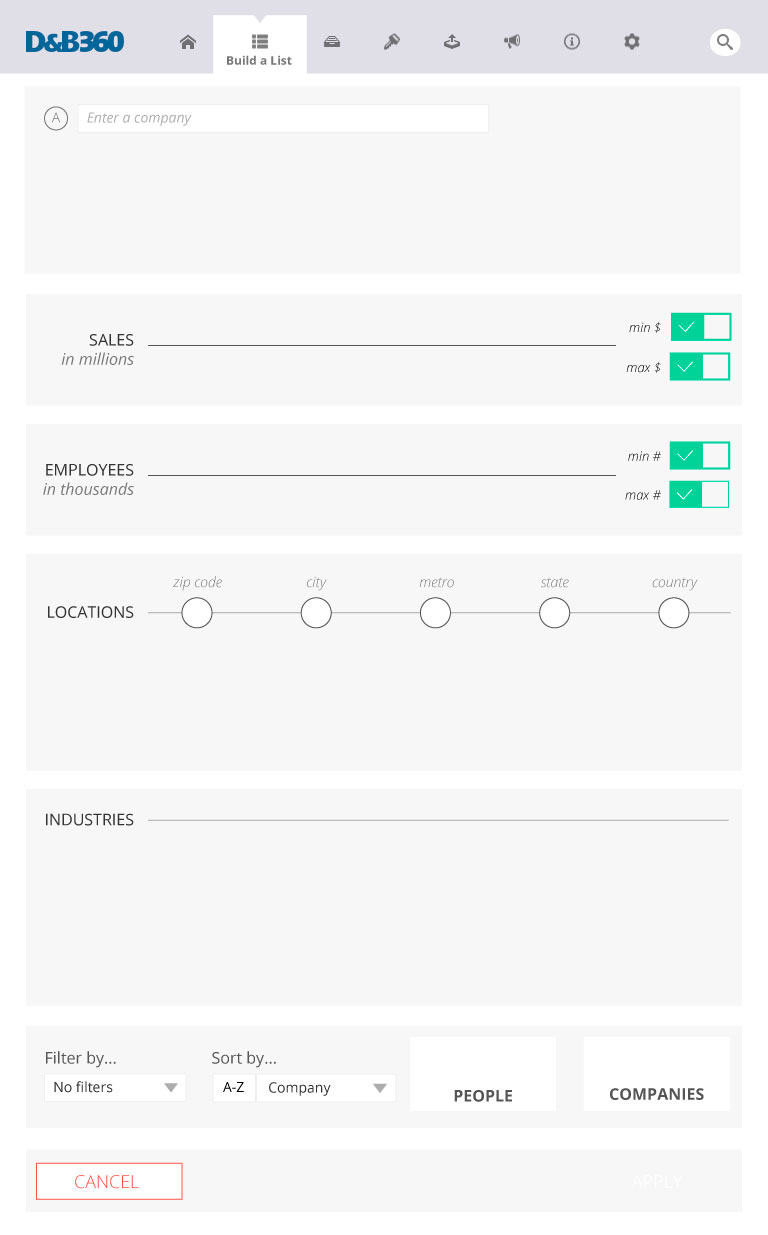 D&B360
Build a List
A
Enter a company
SALES
in millions
min $
max $
EMPLOYEES
in thousands
min #
max #
zip code
city
metro
state
country
LOCATIONS
INDUSTRIES
Filter by...
Sort by...
No filters
A-Z
Company
PEOPLE
COMPANIES
CANCEL
APPLY